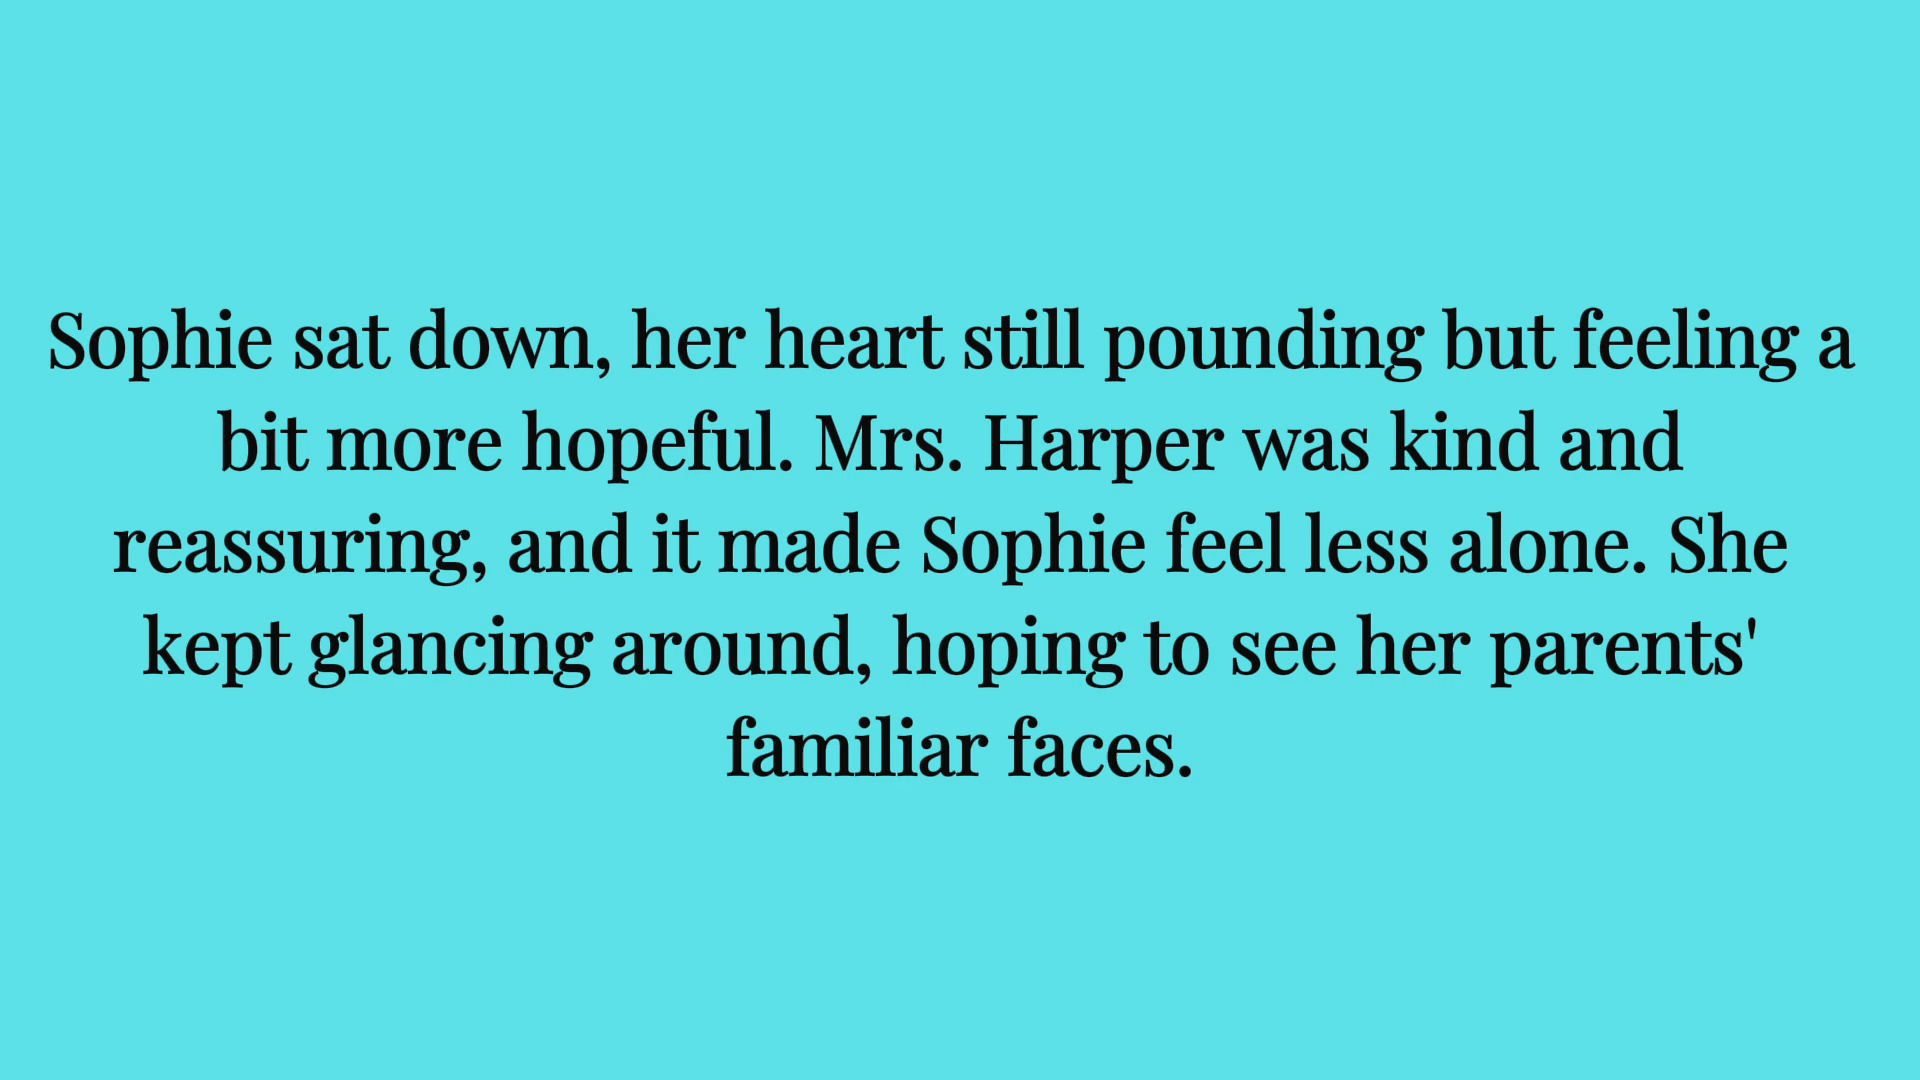 Sophie sat down, her heart still pounding but feeling a
bit more hopeful. Mrs. Harper was kind and
reassuring, and it made Sophie feel less alone. She
kept glancing around, hoping to see her parents'
familiar faces.